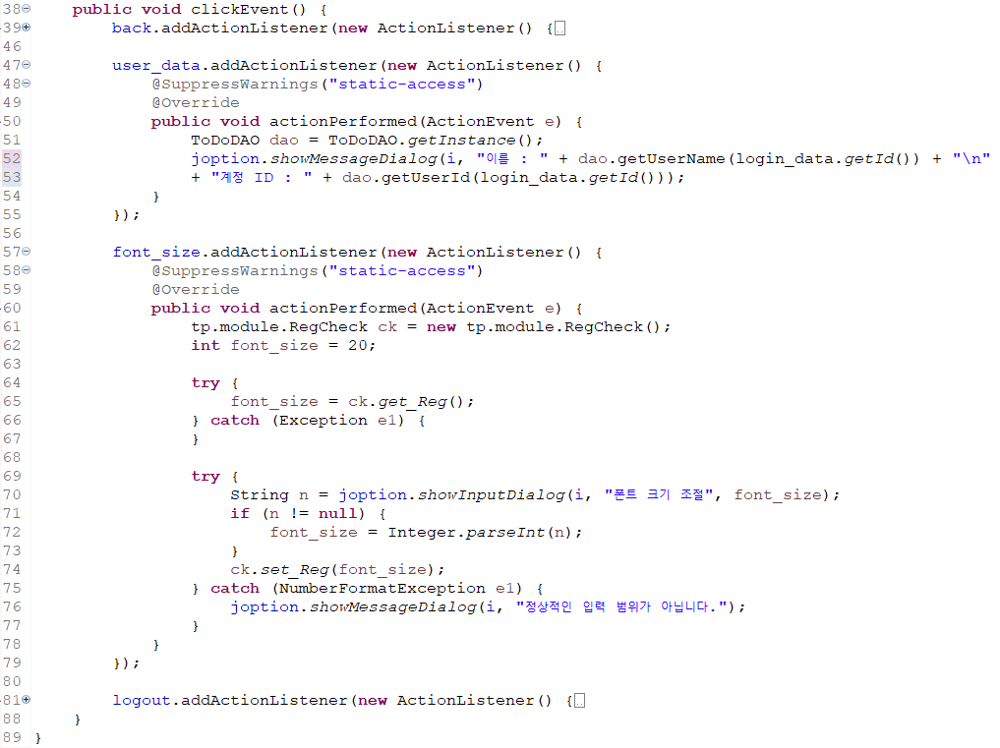 38 public void clickEvent() {
39 back.addActionListener(new ActionListener() {..
46
47 user_data.addActionListener(new ActionListener() {
48 @SuppressWarnings("static-access")
49 @Override
50 public void actionPerformed(ActionEvent e) {
51 ToDoDAO dao = ToDoDAO.getInstance();
52 joption.showMessageDialog(i, "이름 : " + dao.getUserName(login_data.getId()) + "\n"
53 + "계정 ID : " + dao.getUserId(login_data.getId()));
54 }
55 });
56
57 font_size.addActionListener(new ActionListener() {
58 @SuppressWarnings("static-access")
59 @Override
60 public void actionPerformed(ActionEvent e) {
61 tp.module.RegCheck ck = new tp.module.RegCheck();
62 int font_size = 20;
63
64 try {
65 font_size = ck.get_Reg();
66 } catch (Exception e1) {
67 }
68
69 try {
70 String n = joption.showInputDialog(i, "폰트 크기 조절", font_size);
71 if (n != null) {
72 font_size = Integer.parseInt(n);
73 }
74 ck.set_Reg(font_size);
75 } catch (NumberFormatException e1) {
76 joption.showMessageDialog(i, "정상적인 입력 범위가 아닙니다.");
77 }
78 }
79 });
80
81 logout.addActionListener(new ActionListener() {..
88 }
89 }